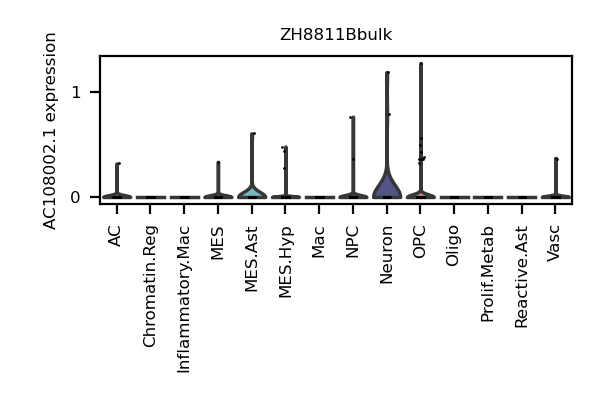 ZH8811Bbulk
AC108002.1 expression
1
0
AC
Chromatin.Reg
Inflammatory.Mac
MES
MES.Ast
MES.Hyp
Mac
NPC
Neuron
OPC
Oligo
Prolif.Metab
Reactive.Ast
Vasc